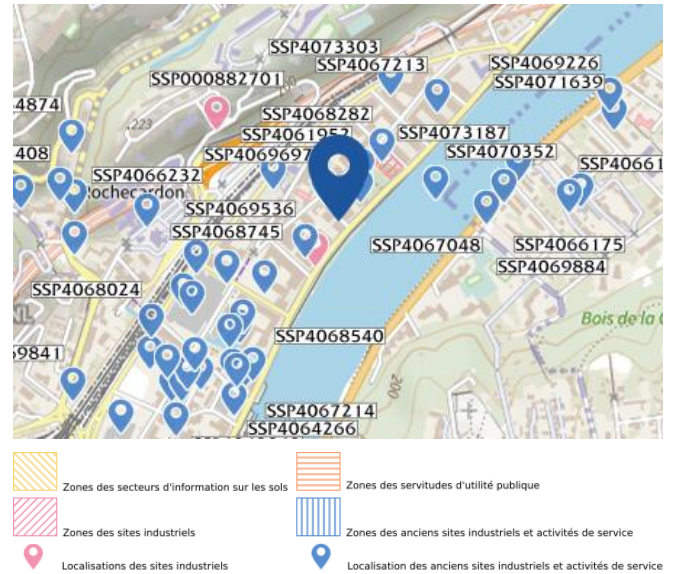 SSP4073303
SSP4067213
SSP4069226
SSP000882701
SSP4071639
4874
223
SSP4068282
SSP4061952
SSP4073187
408
SSP4069697
SSP4070352
SSP4066232
SSP40661
Rochecardon
SSP4069536
SSP4068745
SSP4067048
SSP4066175
SSP4069884
SSP4068024
Bois de la
SSP4068540
69841
200
SSP4067214
SSP4064266
Zones des secteurs d'information sur les sols
Zones des servitudes d'utilité publique
Zones des sites industriels
Zones des anciens sites industriels et activités de service
Localisations des sites industriels
Localisation des anciens sites industriels et activités de service